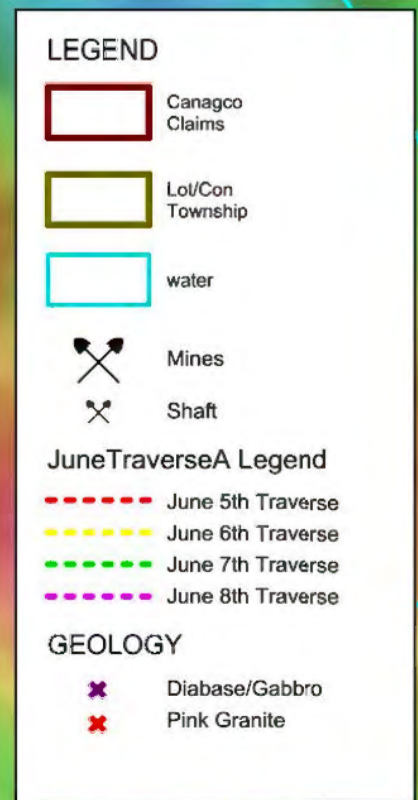 LEGEND
Canagco
Claims
Lot/Con
Township
water
Mines
Shaft
JuneTraverseA Legend
June 5th Traverse
June 6th Traverse
June 7th Traverse
June 8th Traverse
GEOLOGY
Diabase/Gabbro
Pink Granite